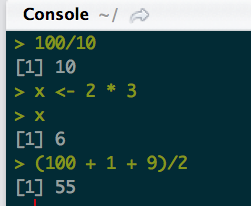 Console ~/
> 100/10
[1] 10
> x <- 2 * 3
> x
[1] 6
> (100 + 1 + 9)/2
[1] 55
>